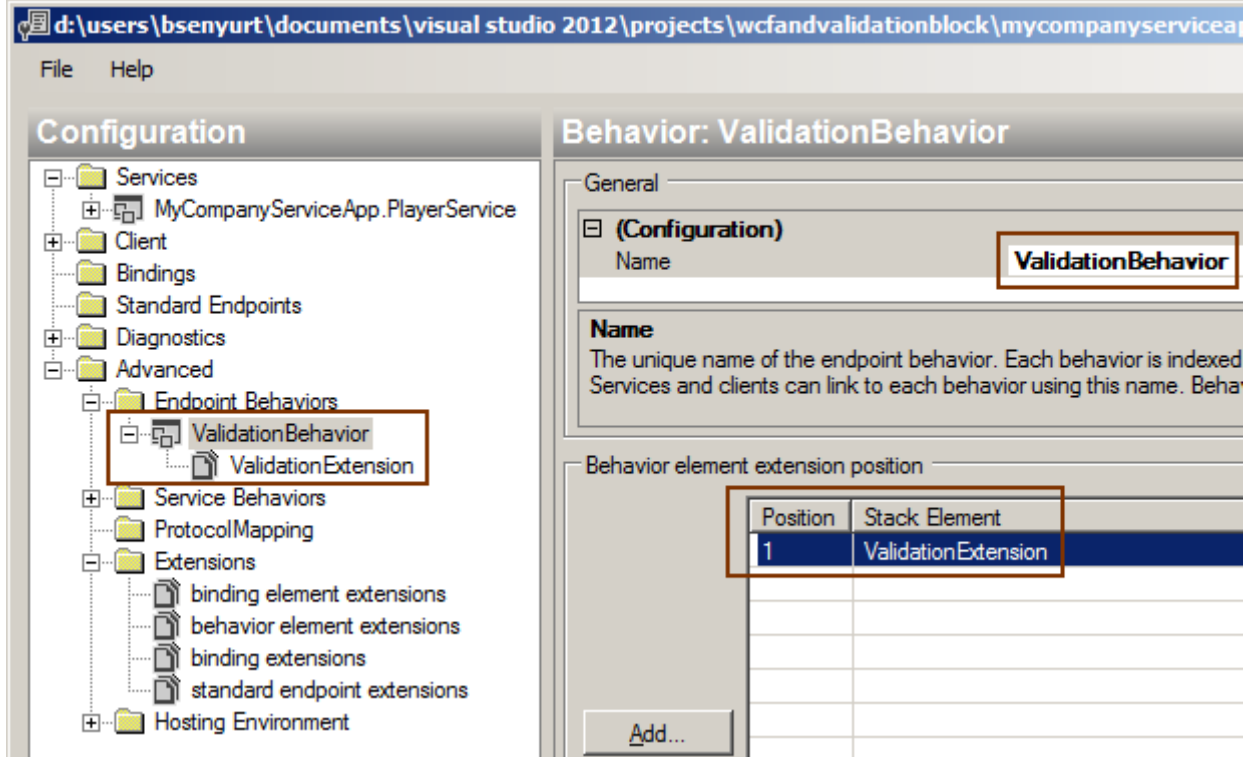 d:\users\bsenyurt\documents\visual studio 2012\projects\wcfandvalidationblock\mycompanyserviceap
File Help
Configuration
Services
MyCompanyServiceApp.PlayerService
Client
Bindings
Standard Endpoints
Diagnostics
Advanced
Endpoint Behaviors
ValidationBehavior
ValidationExtension
Service Behaviors
ProtocolMapping
Extensions
binding element extensions
behavior element extensions
binding extensions
standard endpoint extensions
Hosting Environment
Behavior: ValidationBehavior
General
(Configuration)
Name ValidationBehavior
Name
The unique name of the endpoint behavior. Each behavior is indexed
Services and clients can link to each behavior using this name. Beha
Behavior element extension position
Position Stack Element
1 ValidationExtension
Add...